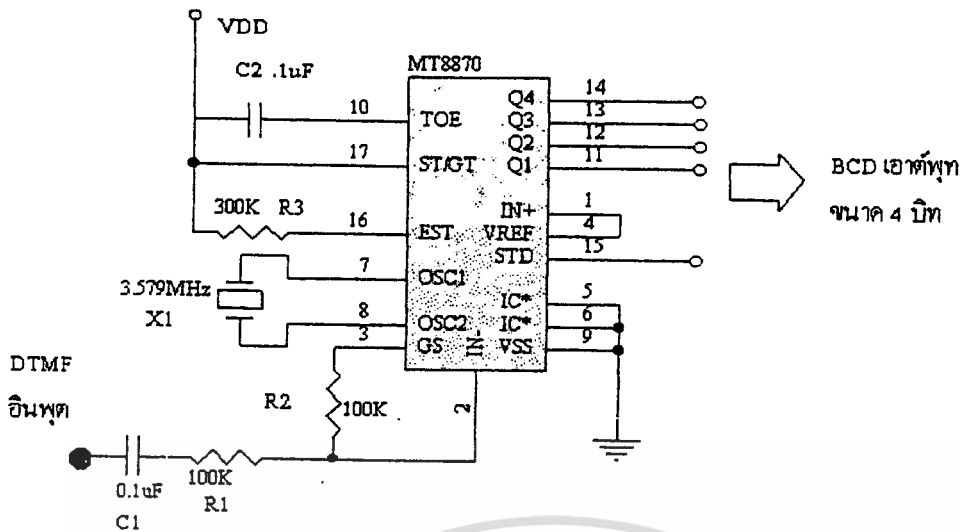 VDD
C2 .1uF
MT8870
10
TOE
17
ST/GT
300K R3
16
EST
7
OSC1
3.579MHz
X1
8
OSC2
3
GS
IN-
2
Q4
14
Q3
13
Q2
12
Q1
11
IN+
1
VREF
4
STD
15
IC*
5
IC*
6
VSS
9
BCD เอาต์พุท
ขนาด 4 บิท
DTMF
อินพุต
R2
100K
0.1uF
C1
100K
R1